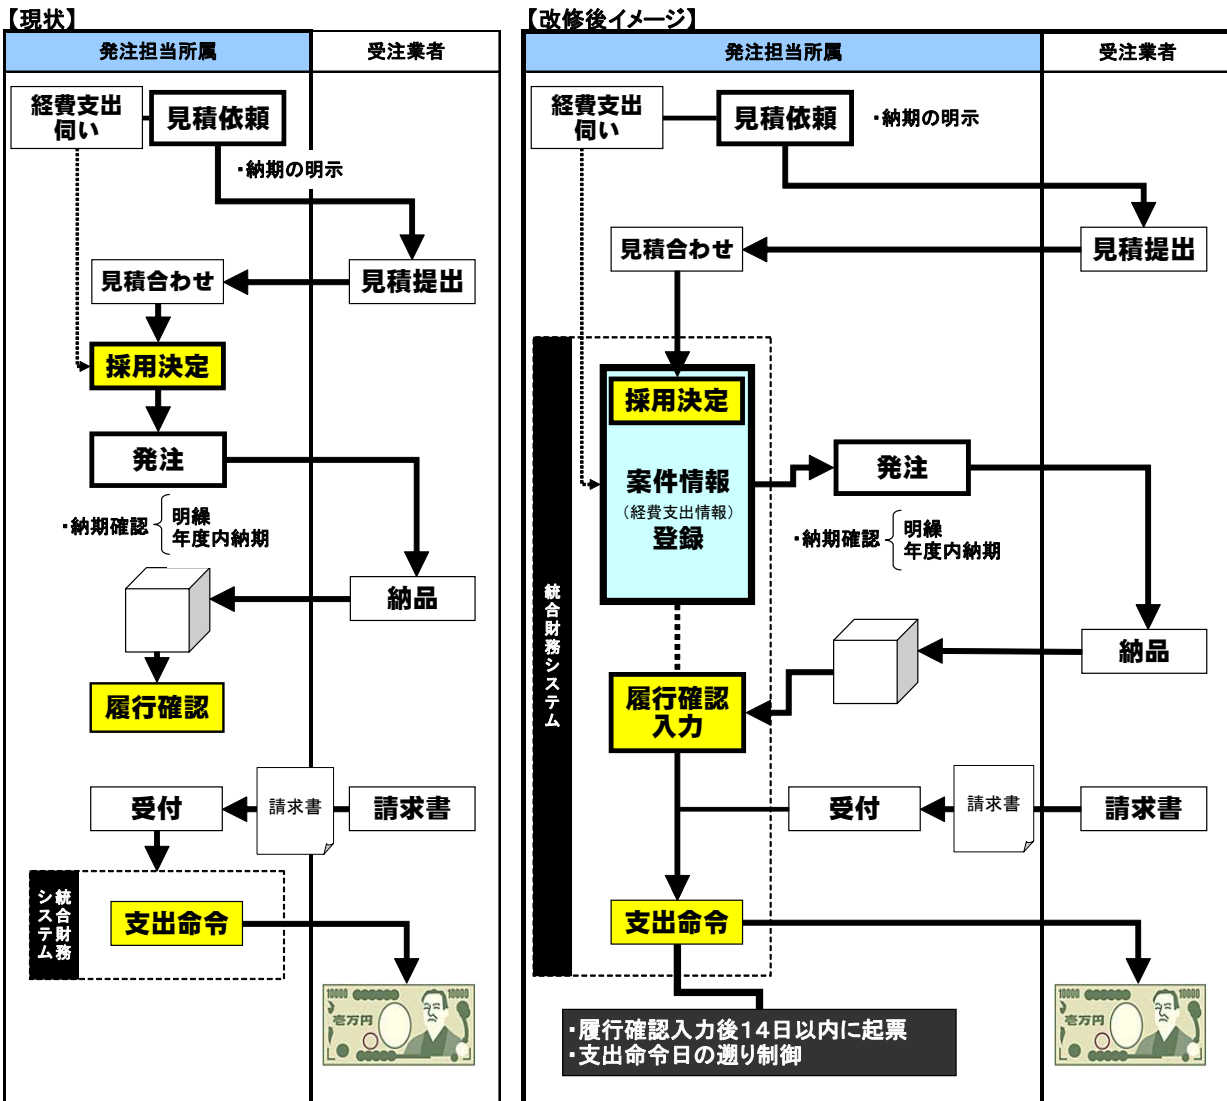 【現状】
発注担当所属
受注業者
経費支出
伺い
見積依頼
・納期の明示
見積提出
見積合わせ
採用決定
発注
・納期確認
明繰
年度内納期
納品
履行確認
受付
請求書
請求書
統合財務
システム
支出命令
10000
10000
壱万円
【改修後イメージ】
発注担当所属
受注業者
経費支出
伺い
見積依頼
・納期の明示
見積提出
見積合わせ
採用決定
案件情報
（経費支出情報）
登録
発注
・納期確認
明繰
年度内納期
統合財務システム
納品
履行確認
入力
受付
請求書
請求書
支出命令
10000
10000
壱万円
・履行確認入力後１４日以内に起票
・支出命令日の遡り制御